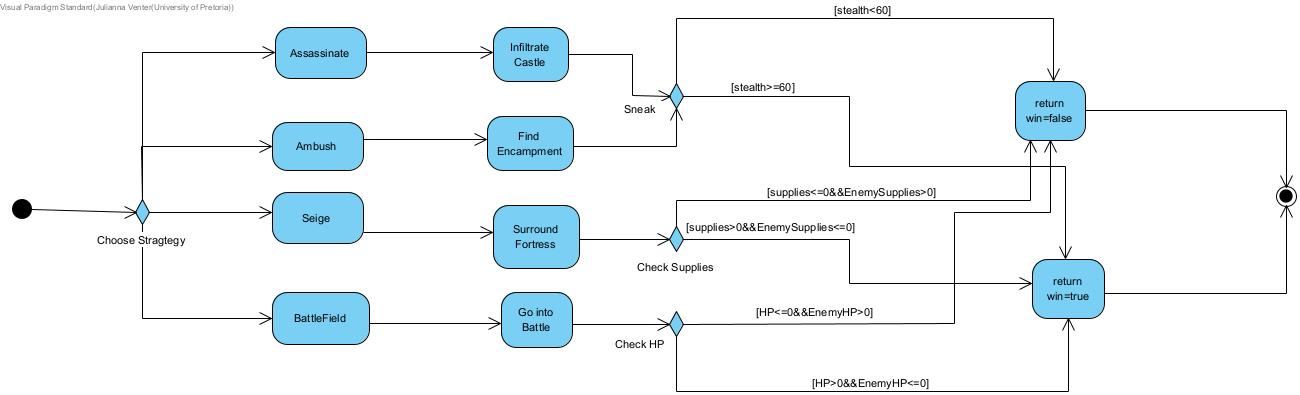 Visual Paradigm Standard(Julianna Venter(University of Pretoria))
[stealth<60]
Assassinate
Infiltrate
Castle
[stealth>=60]
Sneak
return
win=false
Ambush
Find
Encampment
[supplies<=0&&EnemySupplies>0]
Seige
Surround
Fortress
[supplies>0&&EnemySupplies<=0]
Choose Stragtegy
Check Supplies
return
win=true
BattleField
Go into
Battle
[HP<=0&&EnemyHP>0]
Check HP
[HP>0&&EnemyHP<=0]